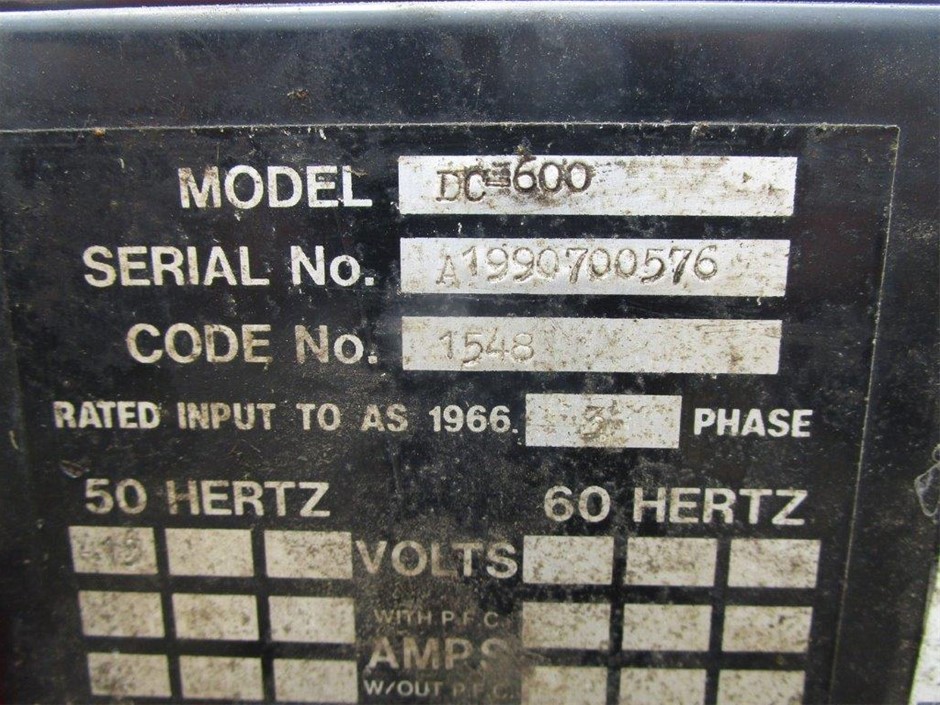 MODEL DC-600
SERIAL No. A1990700576
CODE No. 1548
RATED INPUT TO AS 1966. 3 PHASE
50 HERTZ 60 HERTZ
415 VOLTS
WITH P.F.C.
AMPS
W/OUT P.F.C.